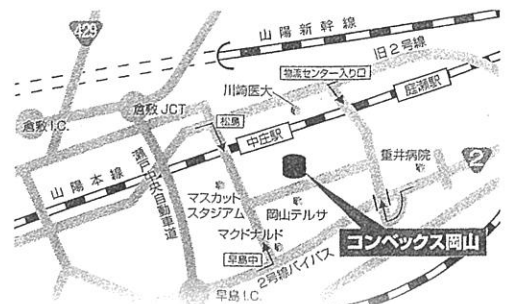 429
山陽新幹線
旧2号線
物流センター入り口
川崎医大
庭瀬駅
倉敷JCT
倉敷I.C.
松島
中庄駅
重井病院
2
山陽本線
瀬戸中央自動車道
マスカット
スタジアム
岡山テルサ
マクドナルド
コンベックス岡山
早島中
2号線バイパス
早島I.C.